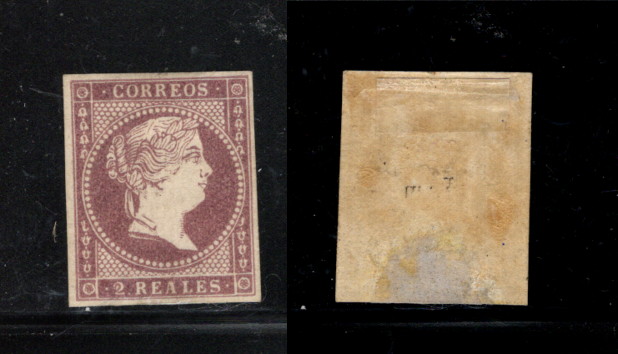 · CORREOS ·
· 2 REALES ·